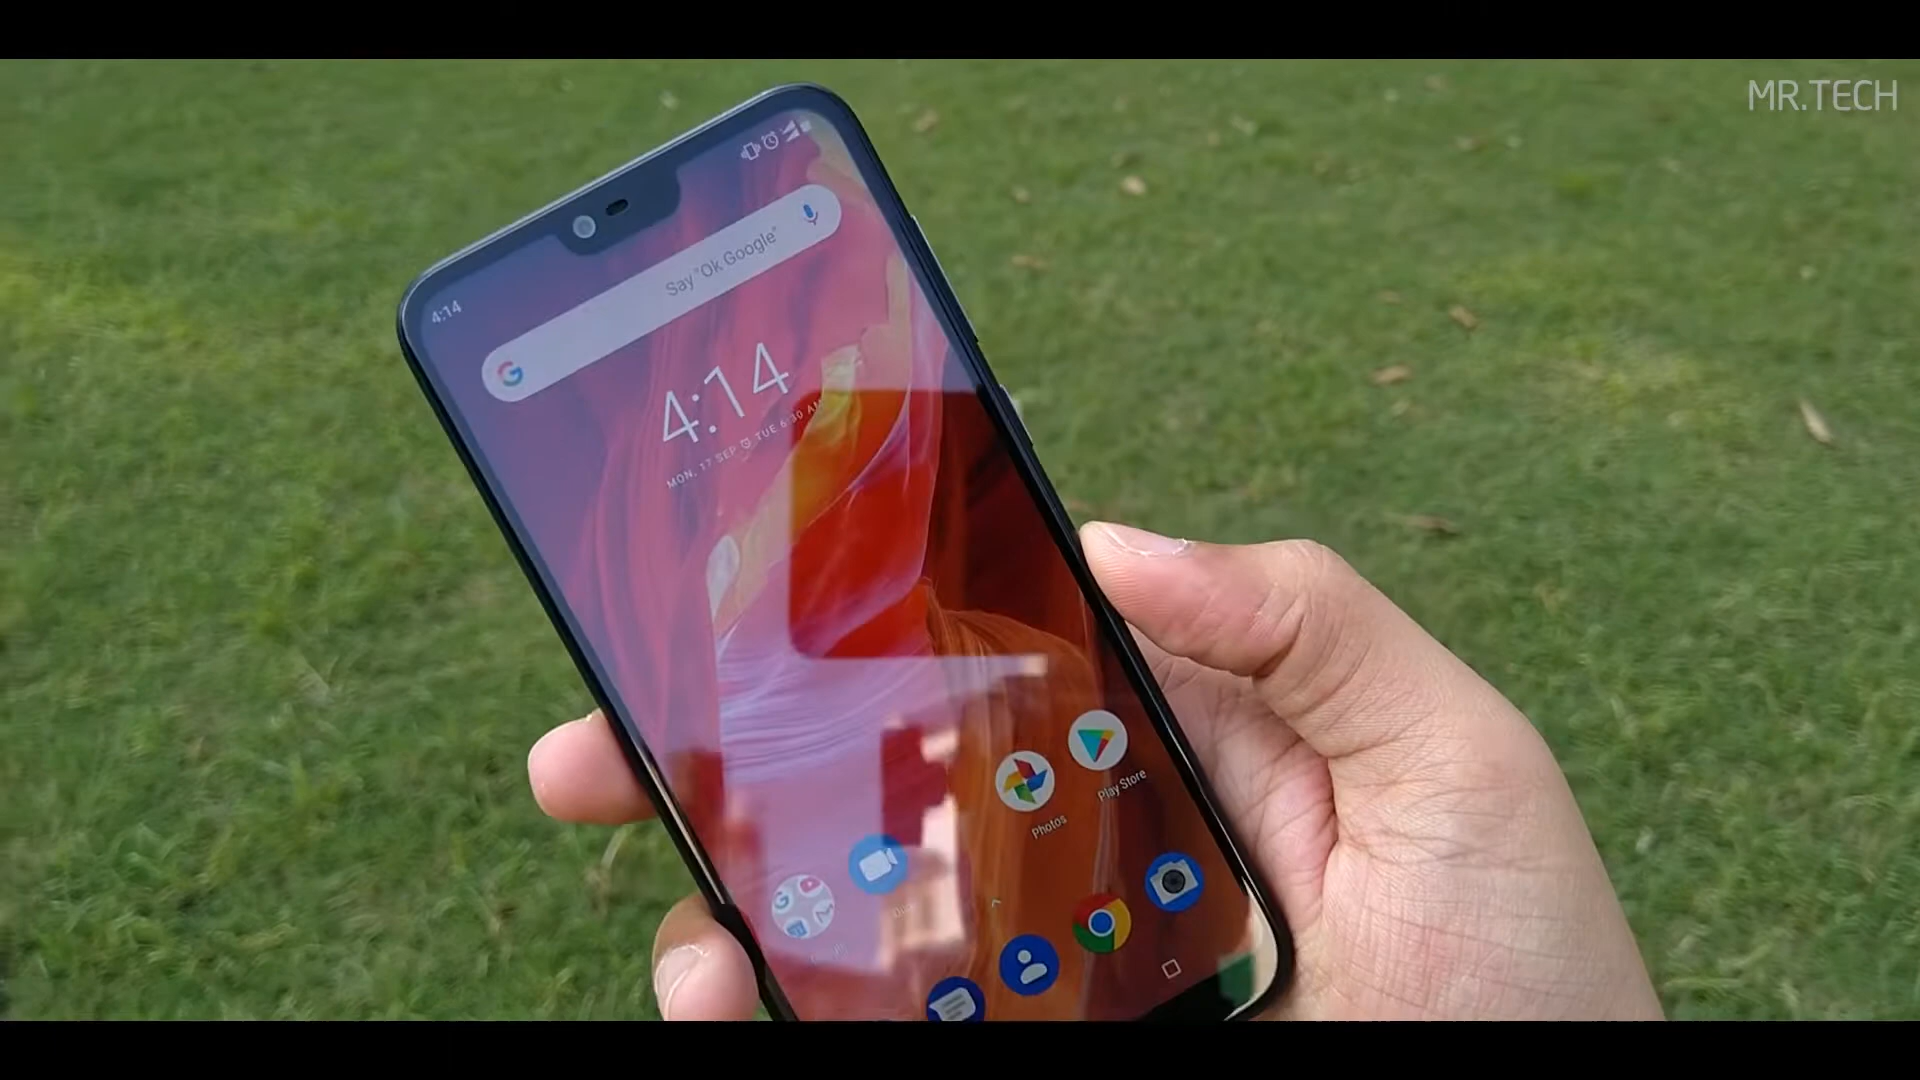 MR.TECH
4:14
Say "Ok Google"
4:14
MON, 17 SEP TUE 6:30 AM
Play Store
Photos
Duo